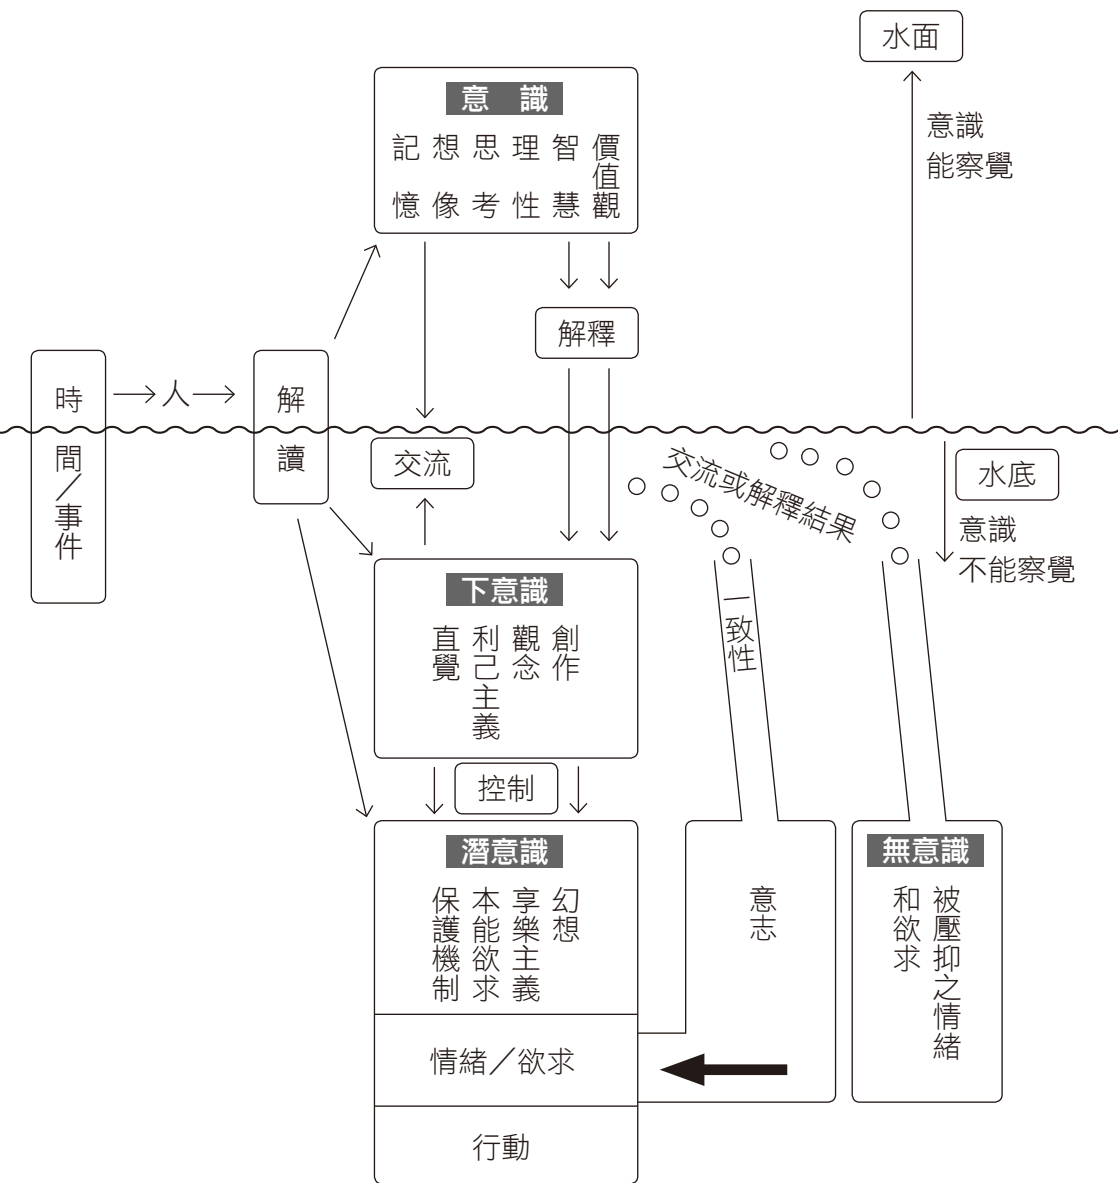 水面
意識
能察覺
意　識
記憶
想像
思考
理性
智慧
價值觀
解釋
時間／事件
人
解讀
交流
交流或解釋結果
水底
意識
不能察覺
下意識
直覺
利己主義
觀念
創作
一致性
控制
潛意識
保護機制
本能欲求
享樂主義
幻想
情緒／欲求
行動
意志
無意識
被壓抑之情緒
和欲求